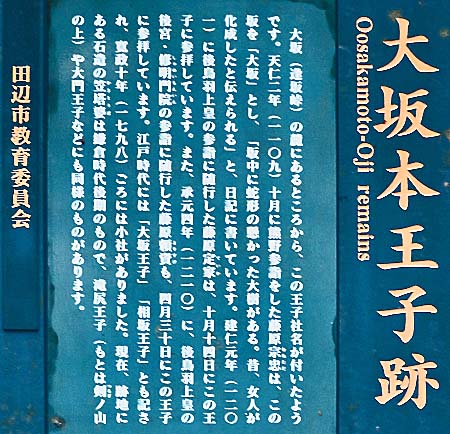 大坂本王子跡
Oosakamoto-Oji remains
大坂（逢坂峠）の麓にあるところから、この王子社名が付いたよう
です。天仁二年（一一〇九）十月に熊野参詣をした藤原宗忠は、この
坂を「大坂」とし、「坂中に蛇形の懸かった大樹がある。昔、女人が
化成したと伝えられる」と、日記に書いています。建仁元年（一二〇
一）に後鳥羽上皇の参詣に随行した藤原定家は、十月十四日にこの王
子に参拝しています。また、承元四年（一二一〇）に、後鳥羽上皇の
後宮・修明門院の参詣に随行した藤原頼資も、四月三十日にこの王子
に参拝しています。江戸時代には「大坂王子」「相坂王子」とも記さ
れ、寛政十年（一七九八）ごろには小社がありました。現在、跡地に
ある石造の笠塔婆は鎌倉時代後期のもので、滝尻王子（もとは剣ノ山
の上）や大門王子などにも同様のものがあります。
田辺市教育委員会